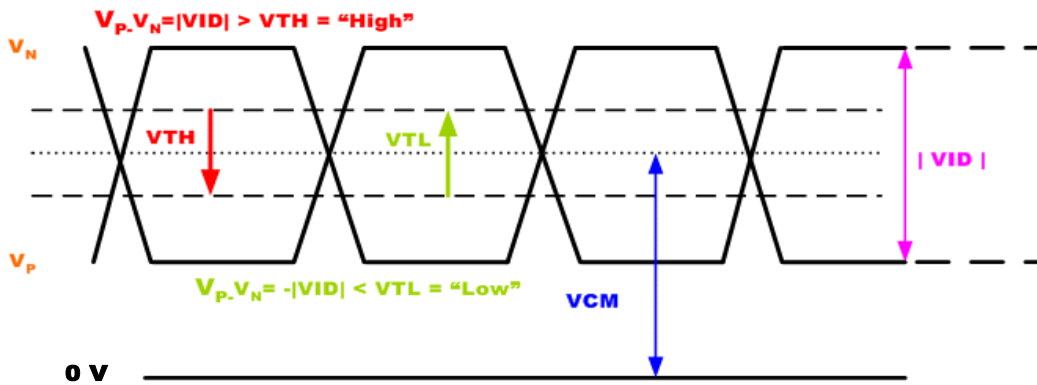 VP-VN=|VID| > VTH = “High”
VN
VTH
VTL
| VID |
VP
VP-VN= -|VID| < VTL = “Low”
VCM
0 V